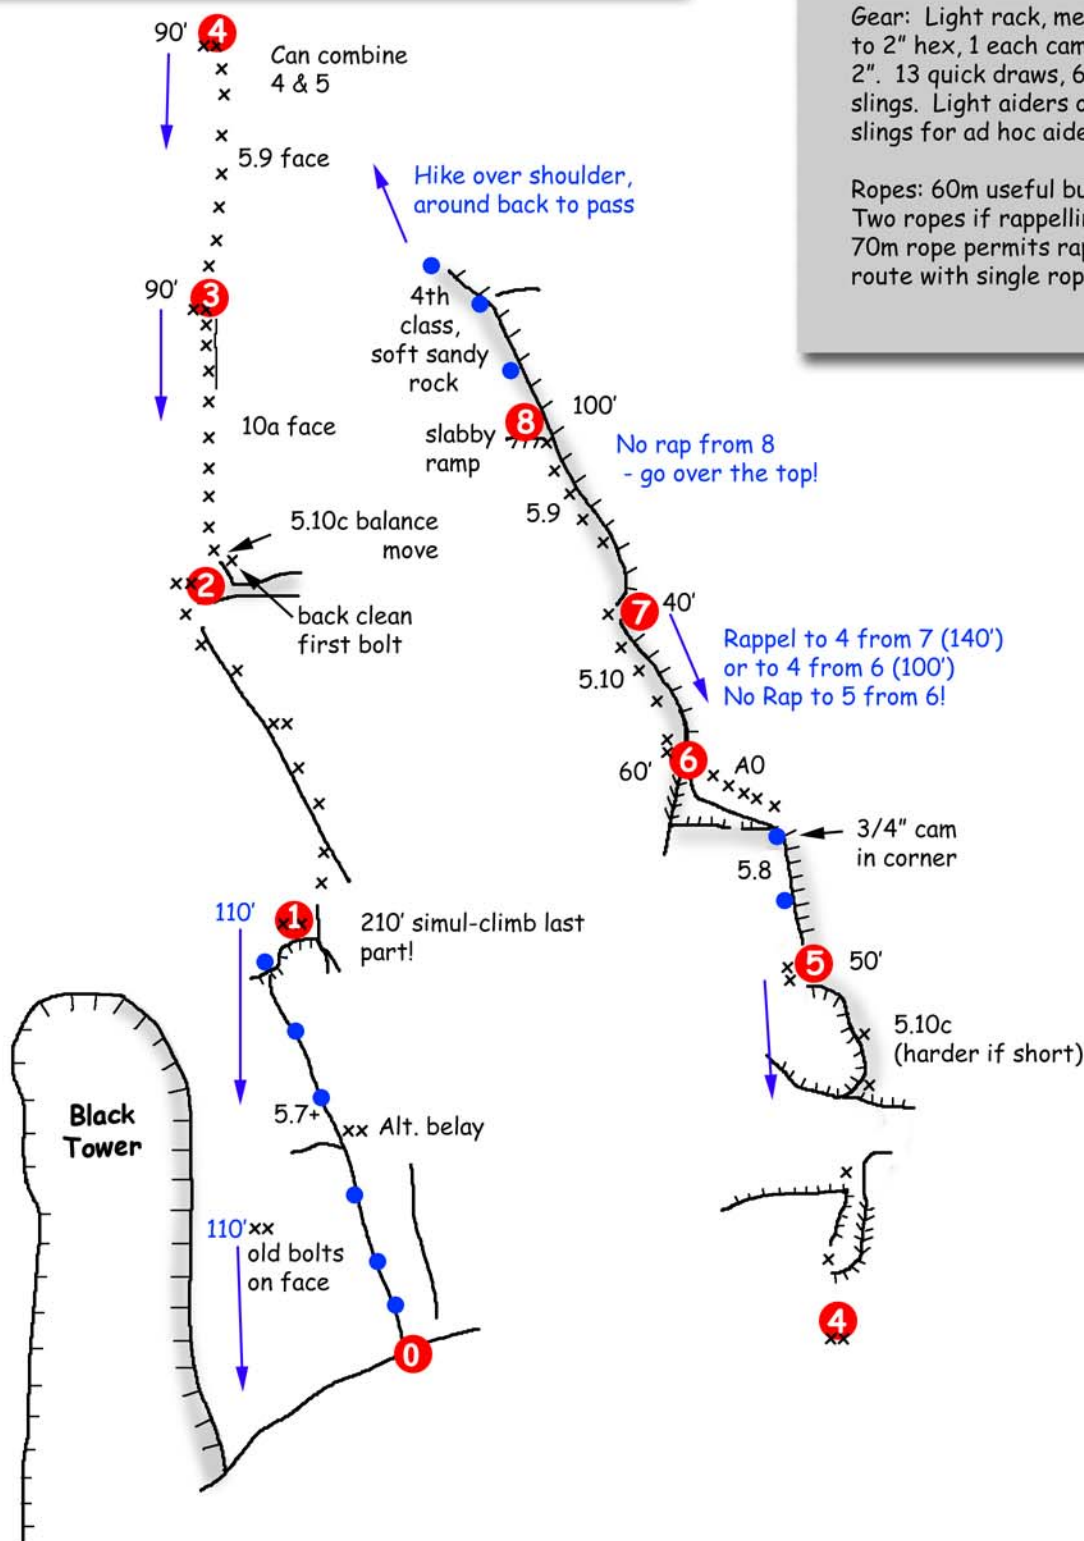 90'
4
××
Can combine
4 & 5
5.9 face
90'
3
10a face
5.10c balance
move
2
back clean
first bolt
110'
1
210' simul-climb last
part!
5.7+
×× Alt. belay
Black
Tower
110'××
old bolts
on face
0
Gear: Light rack, me
to 2" hex, 1 each cam
2". 13 quick draws, 6
slings. Light aiders o
slings for ad hoc aide
Ropes: 60m useful bu
Two ropes if rappellin
70m rope permits rap
route with single rop
Hike over shoulder,
around back to pass
4th
class,
soft sandy
rock
8
100'
slabby
ramp
No rap from 8
- go over the top!
5.9
7
40'
Rappel to 4 from 7 (140')
or to 4 from 6 (100')
No Rap to 5 from 6!
5.10
6
60'
A0
3/4" cam
in corner
5.8
5
50'
5.10c
(harder if short)
4